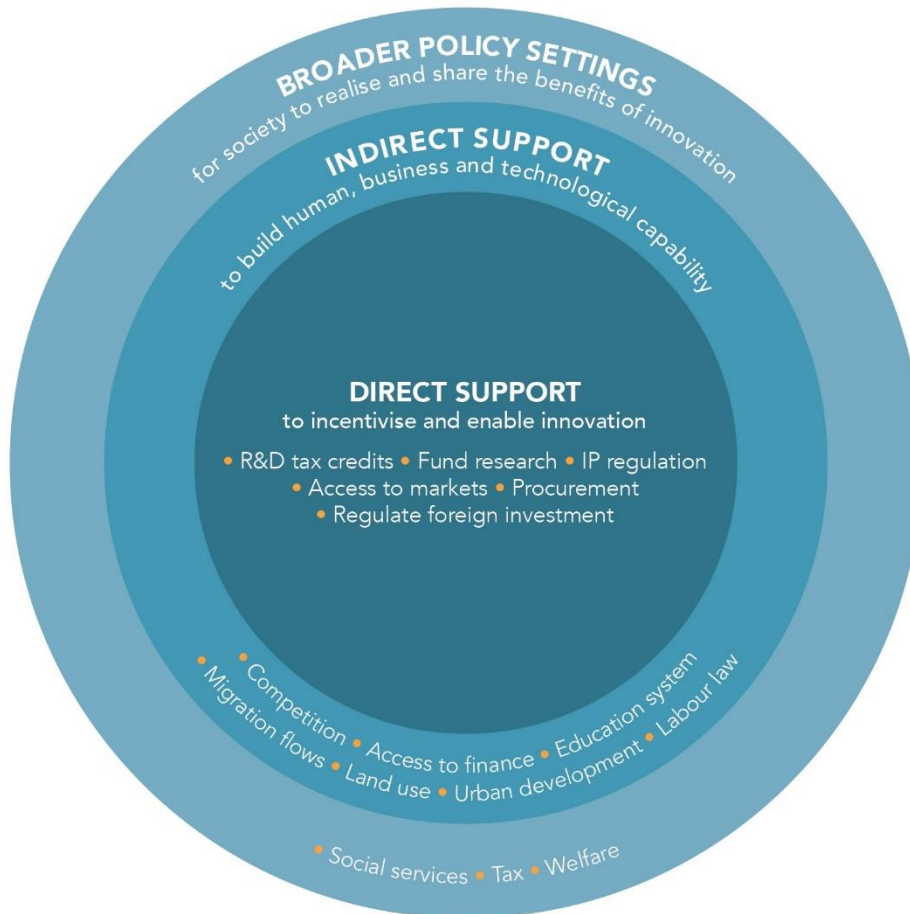 BROADER POLICY SETTINGS
for society to realise and share the benefits of innovation
INDIRECT SUPPORT
to build human, business and technological capability
DIRECT SUPPORT
to incentivise and enable innovation
• R&D tax credits • Fund research • IP regulation
• Access to markets • Procurement
• Regulate foreign investment
• Competition • Access to finance • Education system
• Migration flows • Land use • Urban development • Labour law
• Social services • Tax • Welfare